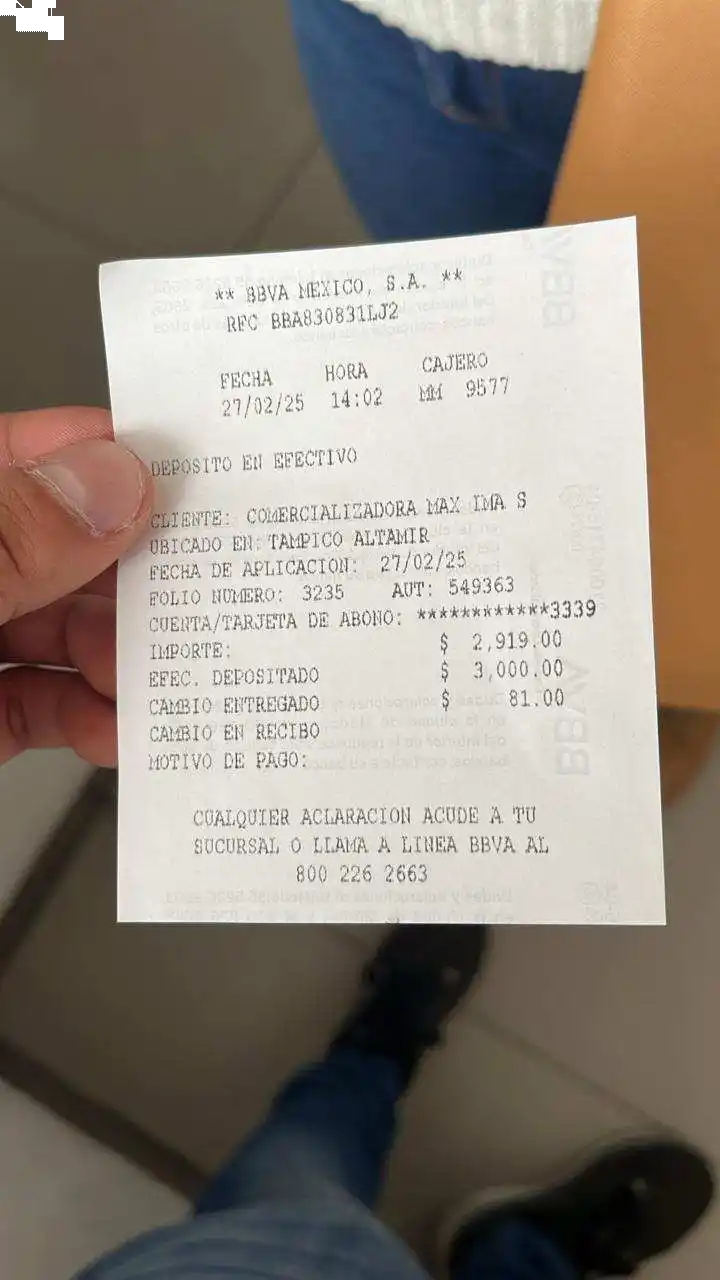 ** BBVA MEXICO, S.A. **
RFC BBA830831LJ2
FECHA HORA CAJERO
27/02/25 14:02 MM 9577
DEPOSITO EN EFECTIVO
CLIENTE: COMERCIALIZADORA MAX IMA S
UBICADO EN: TAMPICO ALTAMIR
FECHA DE APLICACION: 27/02/25
FOLIO NUMERO: 3235 AUT: 549363
CUENTA/TARJETA DE ABONO: ************3339
IMPORTE: $ 2,919.00
EFEC. DEPOSITADO $ 3,000.00
CAMBIO ENTREGADO $ 81.00
CAMBIO EN RECIBO
MOTIVO DE PAGO:
CUALQUIER ACLARACION ACUDE A TU
SUCURSAL O LLAMA A LINEA BBVA AL
800 226 2663